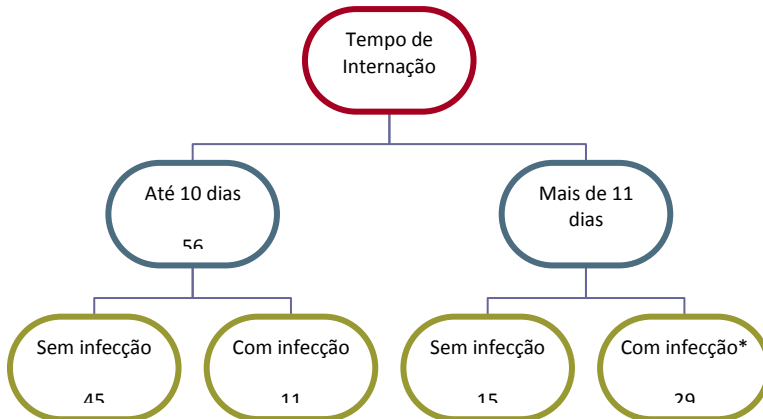 Tempo de
Internação
Até 10 dias
56
Mais de 11
dias
Sem infecção
45
Com infecção
11
Sem infecção
15
Com infecção*
29